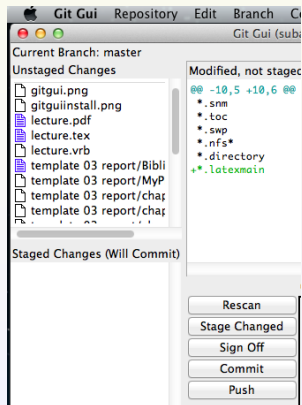 Git Gui Repository Edit Branch
Git Gui (suba
Current Branch: master
Unstaged Changes
gitgui.png
gitguiinstall.png
lecture.pdf
lecture.tex
lecture.vrb
template 03 report/Bibli
template 03 report/MyP
template 03 report/chap
template 03 report/chap
Staged Changes (Will Commit)
Modified, not staged
@@ -10,5 +10,6 @@
*.snm
*.toc
*.swp
*.nfs*
*.directory
+*.latexmain
Rescan
Stage Changed
Sign Off
Commit
Push